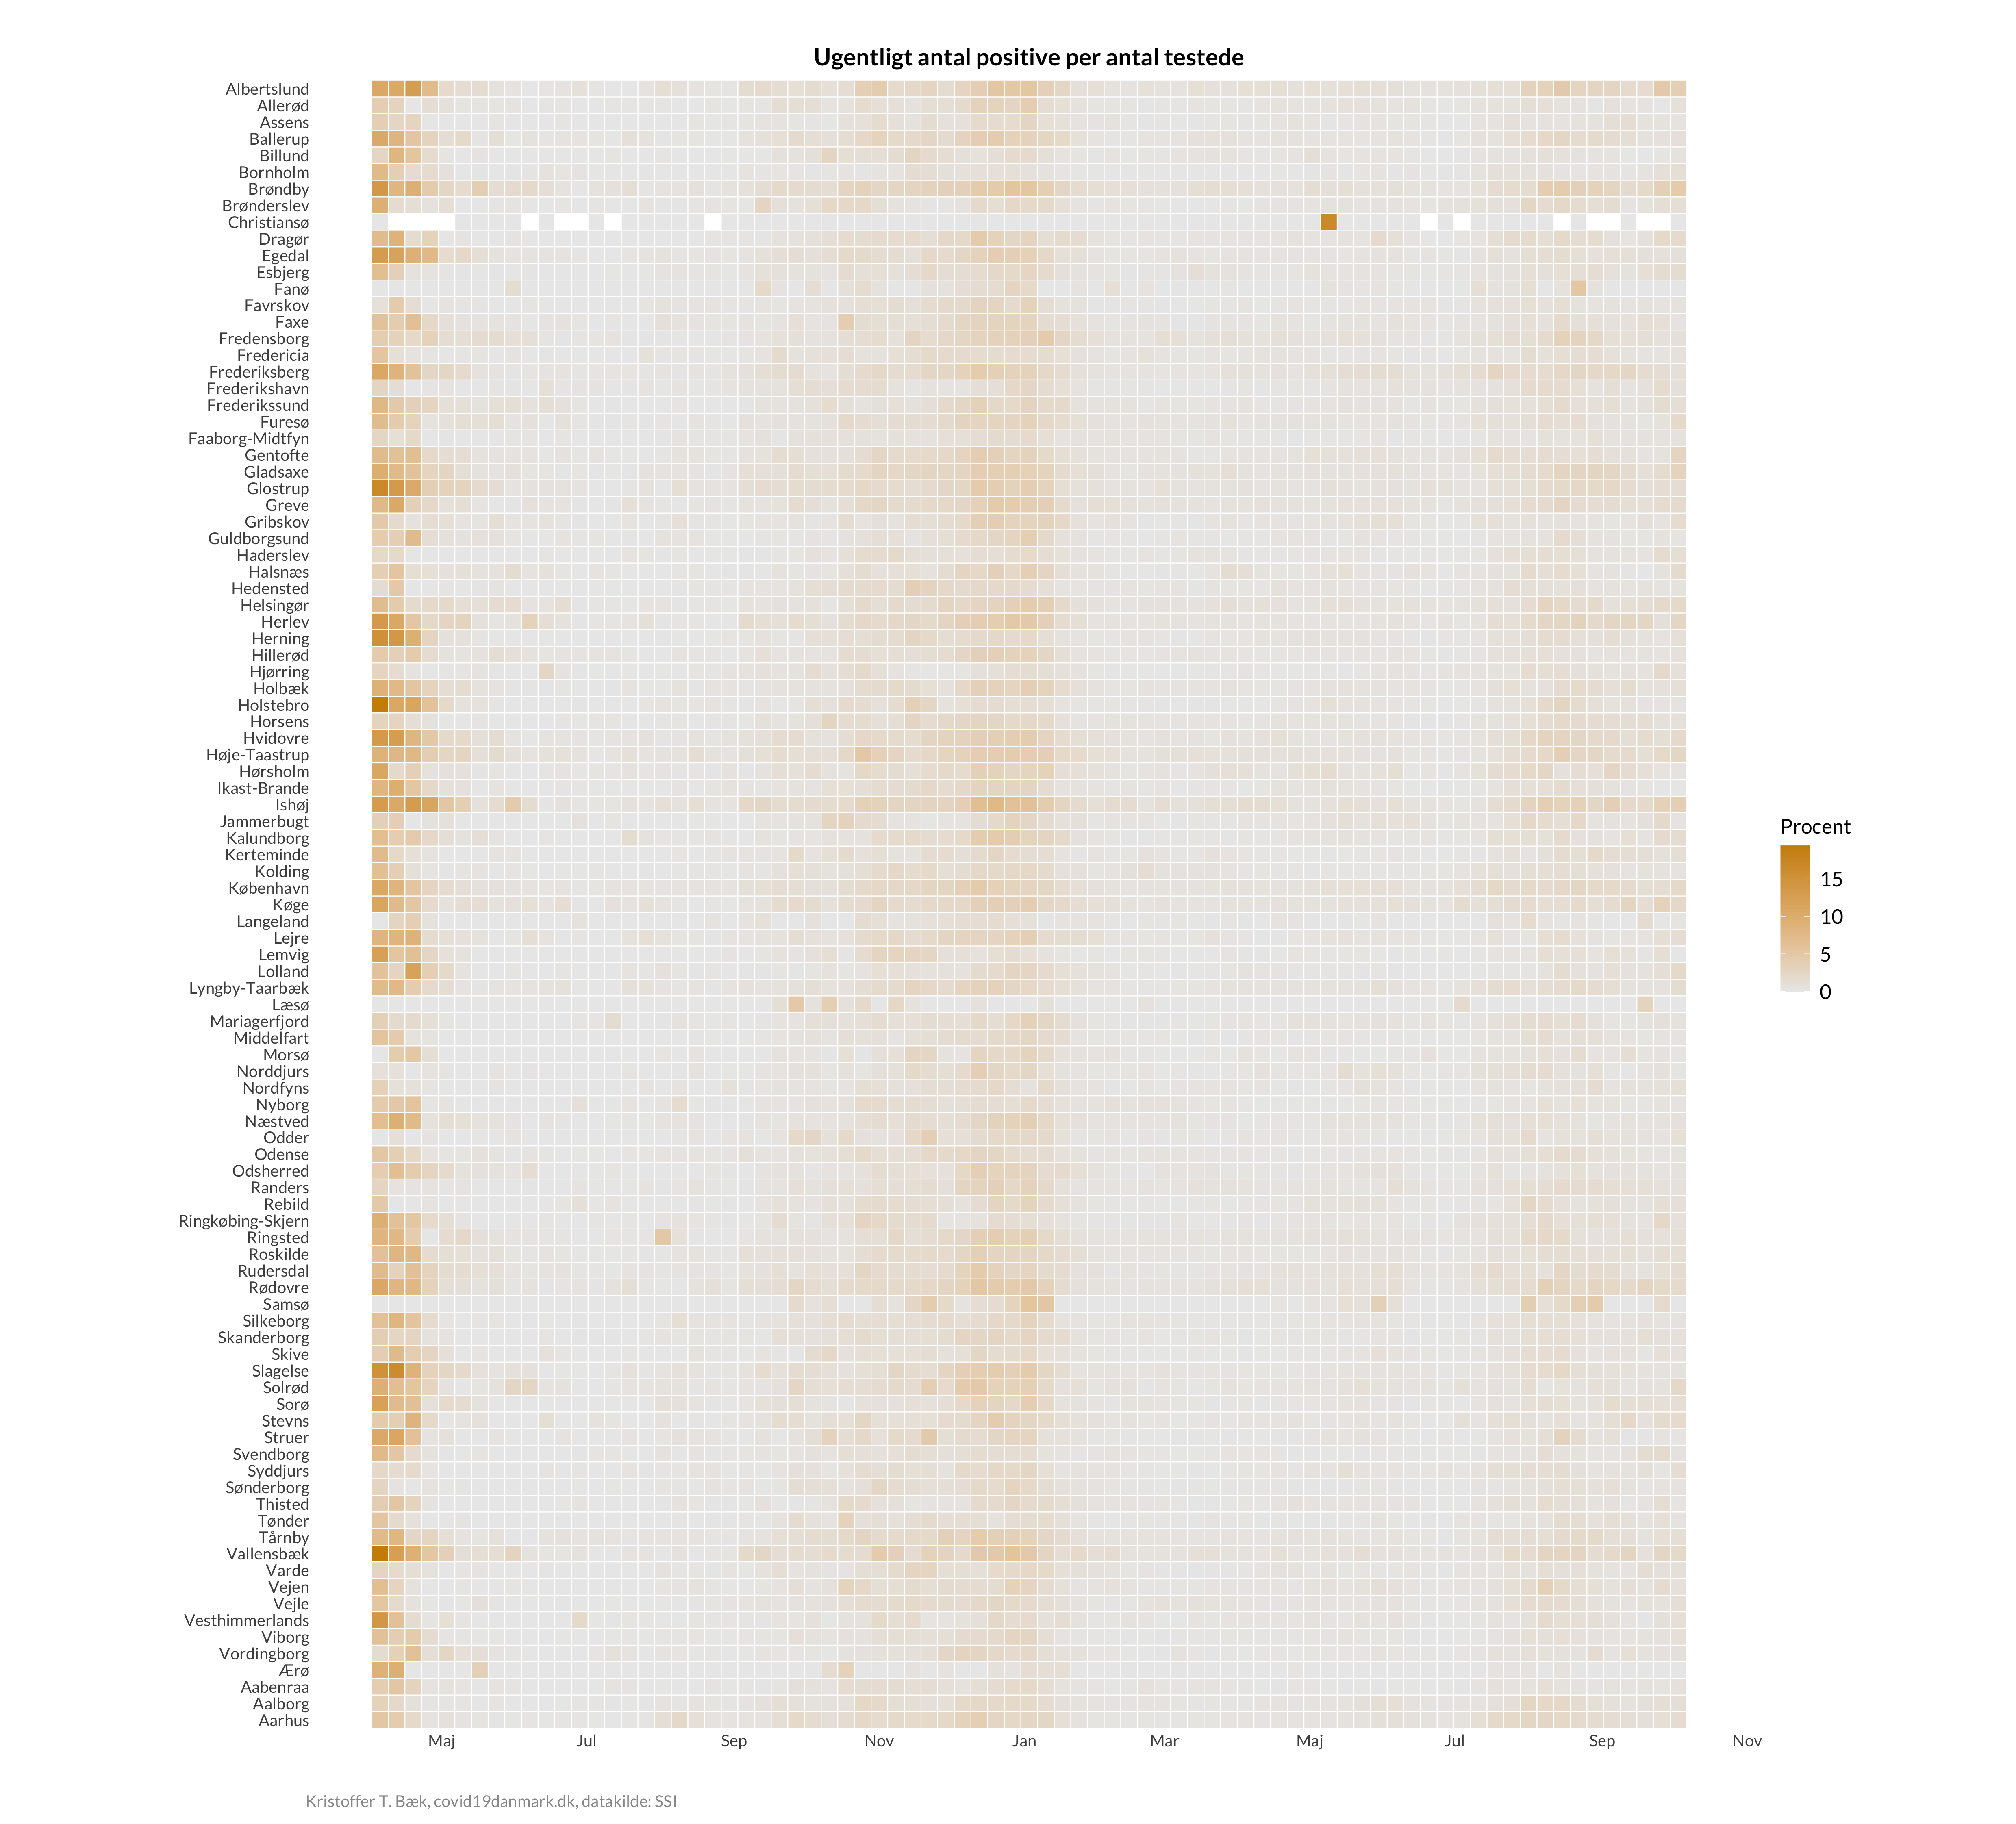 Ugentligt antal positive per antal testede
Albertslund
Allerød
Assens
Ballerup
Billund
Bornholm
Brøndby
Brønderslev
Christiansø
Dragør
Egedal
Esbjerg
Fanø
Favrskov
Faxe
Fredensborg
Fredericia
Frederiksberg
Frederikshavn
Frederikssund
Furesø
Faaborg-Midtfyn
Gentofte
Gladsaxe
Glostrup
Greve
Gribskov
Guldborgsund
Haderslev
Halsnæs
Hedensted
Helsingør
Herlev
Herning
Hillerød
Hjørring
Holbæk
Holstebro
Horsens
Hvidovre
Høje-Taastrup
Hørsholm
Ikast-Brande
Ishøj
Jammerbugt
Kalundborg
Kerteminde
Kolding
København
Køge
Langeland
Lejre
Lemvig
Lolland
Lyngby-Taarbæk
Læsø
Mariagerfjord
Middelfart
Morsø
Norddjurs
Nordfyns
Nyborg
Næstved
Odder
Odense
Odsherred
Randers
Rebild
Ringkøbing-Skjern
Ringsted
Roskilde
Rudersdal
Rødovre
Samsø
Silkeborg
Skanderborg
Skive
Slagelse
Solrød
Sorø
Stevns
Struer
Svendborg
Syddjurs
Sønderborg
Thisted
Tønder
Tårnby
Vallensbæk
Varde
Vejen
Vejle
Vesthimmerlands
Viborg
Vordingborg
Ærø
Aabenraa
Aalborg
Aarhus
Maj Jul Sep Nov Jan Mar Maj Jul Sep Nov
Procent
15
10
5
0
Kristoffer T. Bæk, covid19danmark.dk, datakilde: SSI